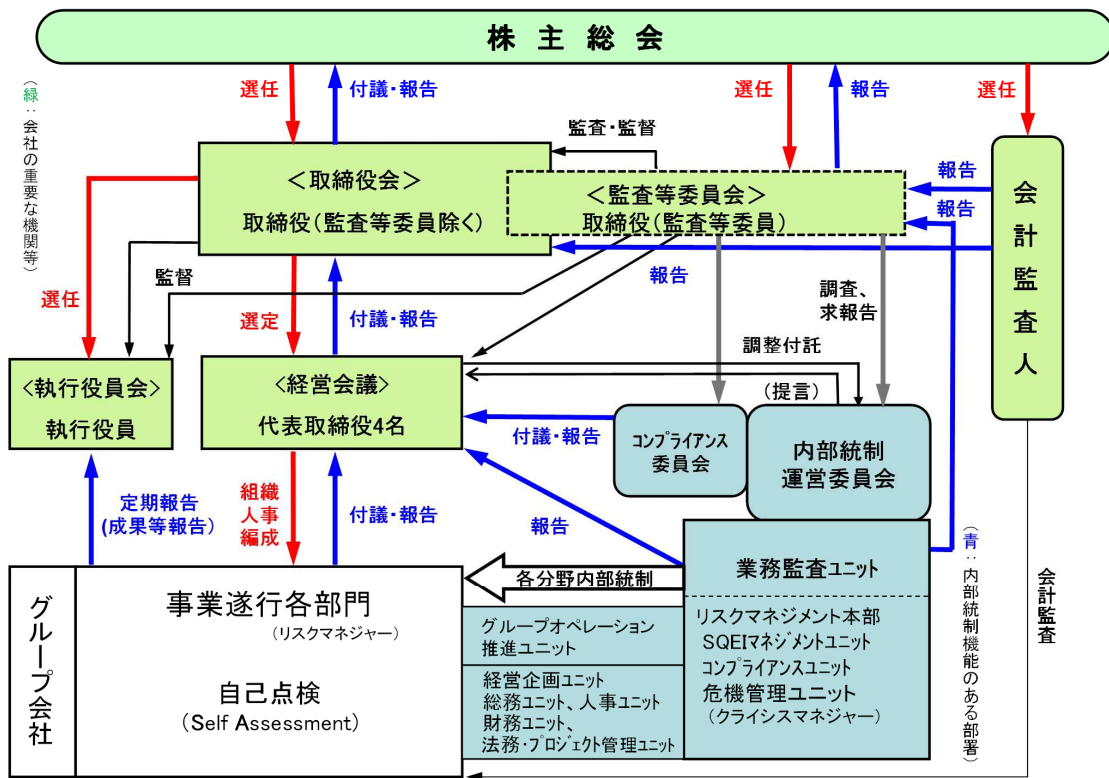 株主総会
選任
付議・報告
選任
報告
選任
(緑:会社の重要な機関等)
監査・監督
<取締役会>
取締役(監査等委員除く)
<監査等委員会>
取締役(監査等委員)
報告
報告
会計監査人
監督
報告
選任
選定
付議・報告
調査、
求報告
調整付託
<執行役員会>
執行役員
<経営会議>
代表取締役4名
(提言)
付議・報告
コンプライアンス
委員会
内部統制
運営委員会
定期報告
(成果等報告)
組織
人事
編成
付議・報告
報告
(青:内部統制機能のある部署)
会計監査
グループ会社
事業遂行各部門
(リスクマネジャー)
自己点検
(Self Assessment)
各分野内部統制
業務監査ユニット
グループオペレーション
推進ユニット
経営企画ユニット
総務ユニット、人事ユニット
財務ユニット、
法務・プロジェクト管理ユニット
リスクマネジメント本部
SQEIマネジメントユニット
コンプライアンスユニット
危機管理ユニット
(クライシスマネジャー)